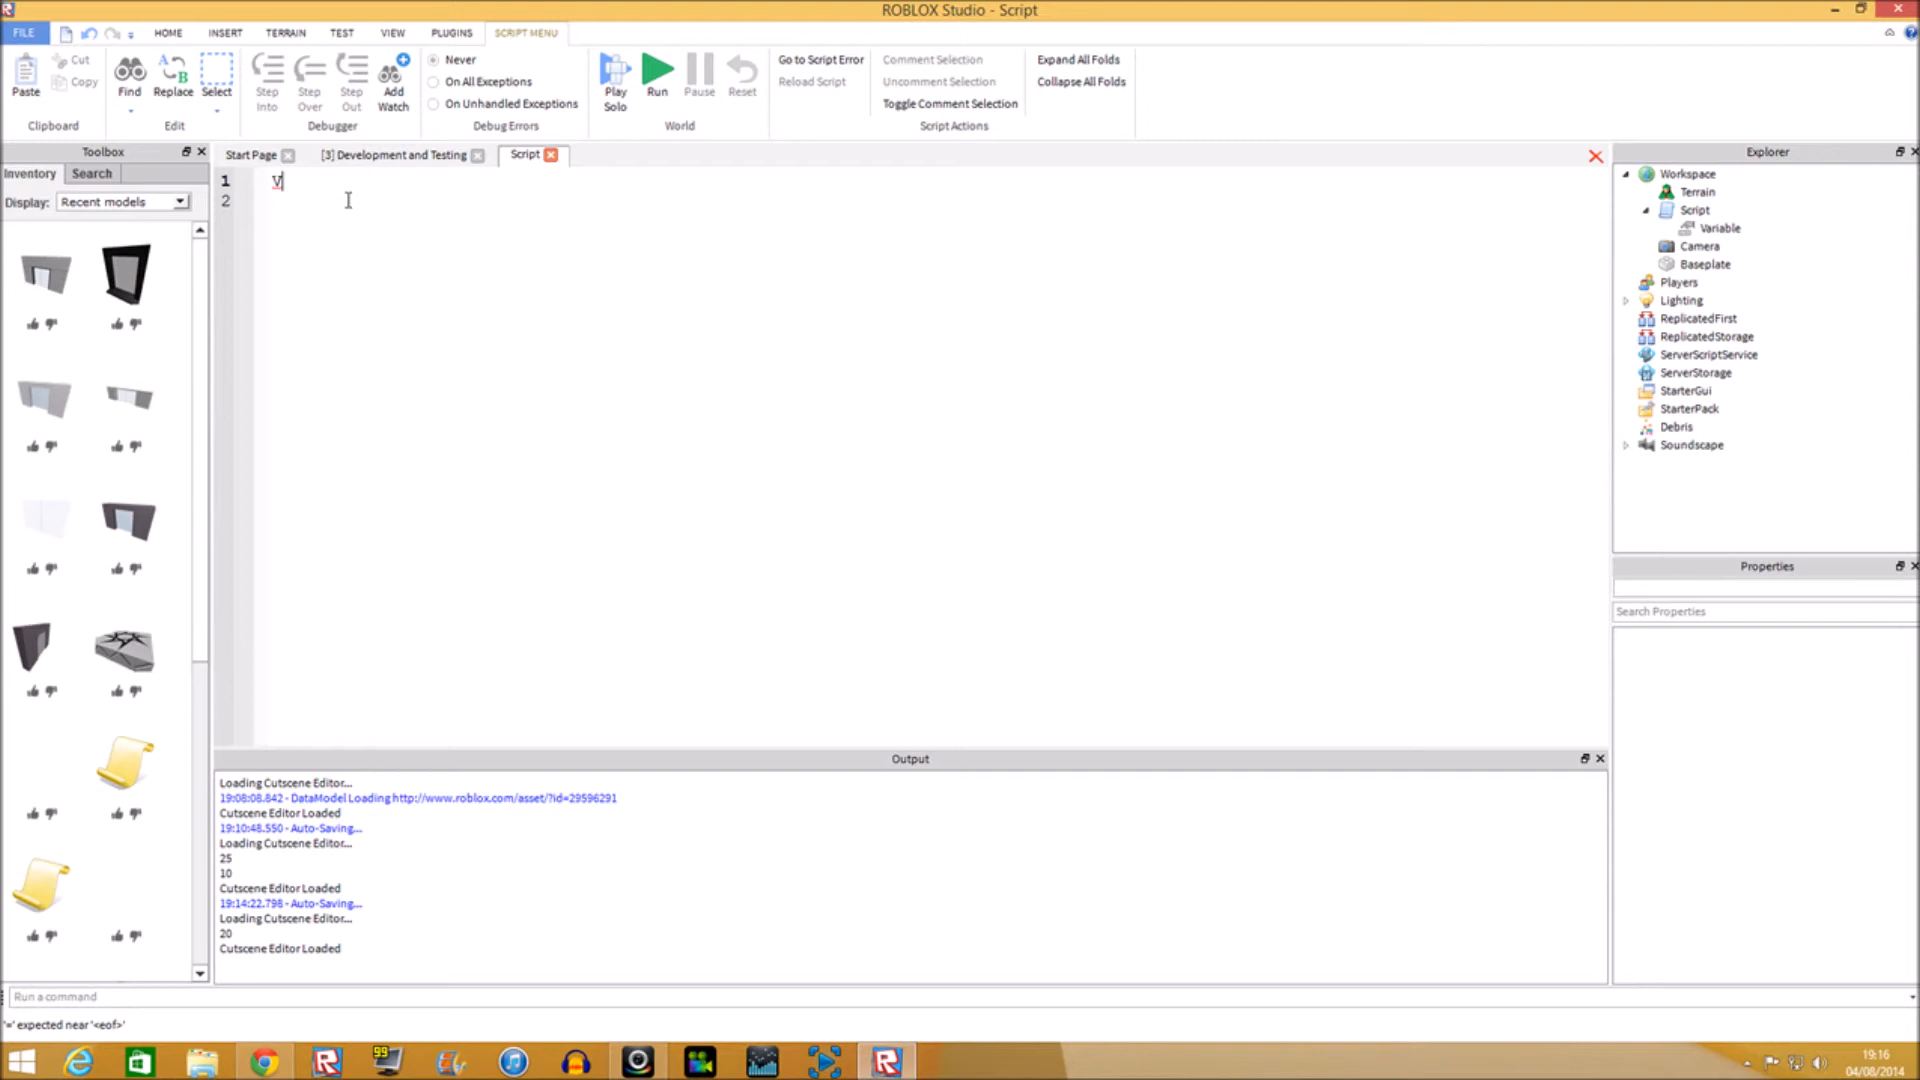 ROBLOX Studio - Script
FILE
HOME
INSERT
TERRAIN
TEST
VIEW
PLUGINS
SCRIPT MENU
Paste
Cut
Copy
Clipboard
Find
Replace
Select
Edit
Step Into
Step Over
Step Out
Add Watch
Debugger
Never
On All Exceptions
On Unhandled Exceptions
Debug Errors
Play Solo
Run
Pause
Reset
World
Go to Script Error
Reload Script
Comment Selection
Uncomment Selection
Toggle Comment Selection
Expand All Folds
Collapse All Folds
Script Actions
Toolbox
Inventory
Search
Display:
Recent models
Start Page
[3] Development and Testing
Script
1
V
2
Explorer
Workspace
Terrain
Script
Variable
Camera
Baseplate
Players
Lighting
ReplicatedFirst
ReplicatedStorage
ServerScriptService
ServerStorage
StarterGui
StarterPack
Debris
Soundscape
Properties
Search Properties
Output
Loading Cutscene Editor...
19:08:08.842 - DataModel Loading http://www.roblox.com/asset/?id=29596291
Cutscene Editor Loaded
19:10:48.550 - Auto-Saving...
Loading Cutscene Editor...
25
10
Cutscene Editor Loaded
19:14:22.798 - Auto-Saving...
Loading Cutscene Editor...
20
Cutscene Editor Loaded
Run a command
'=' expected near '<eof>'
99
19:16
04/08/2014